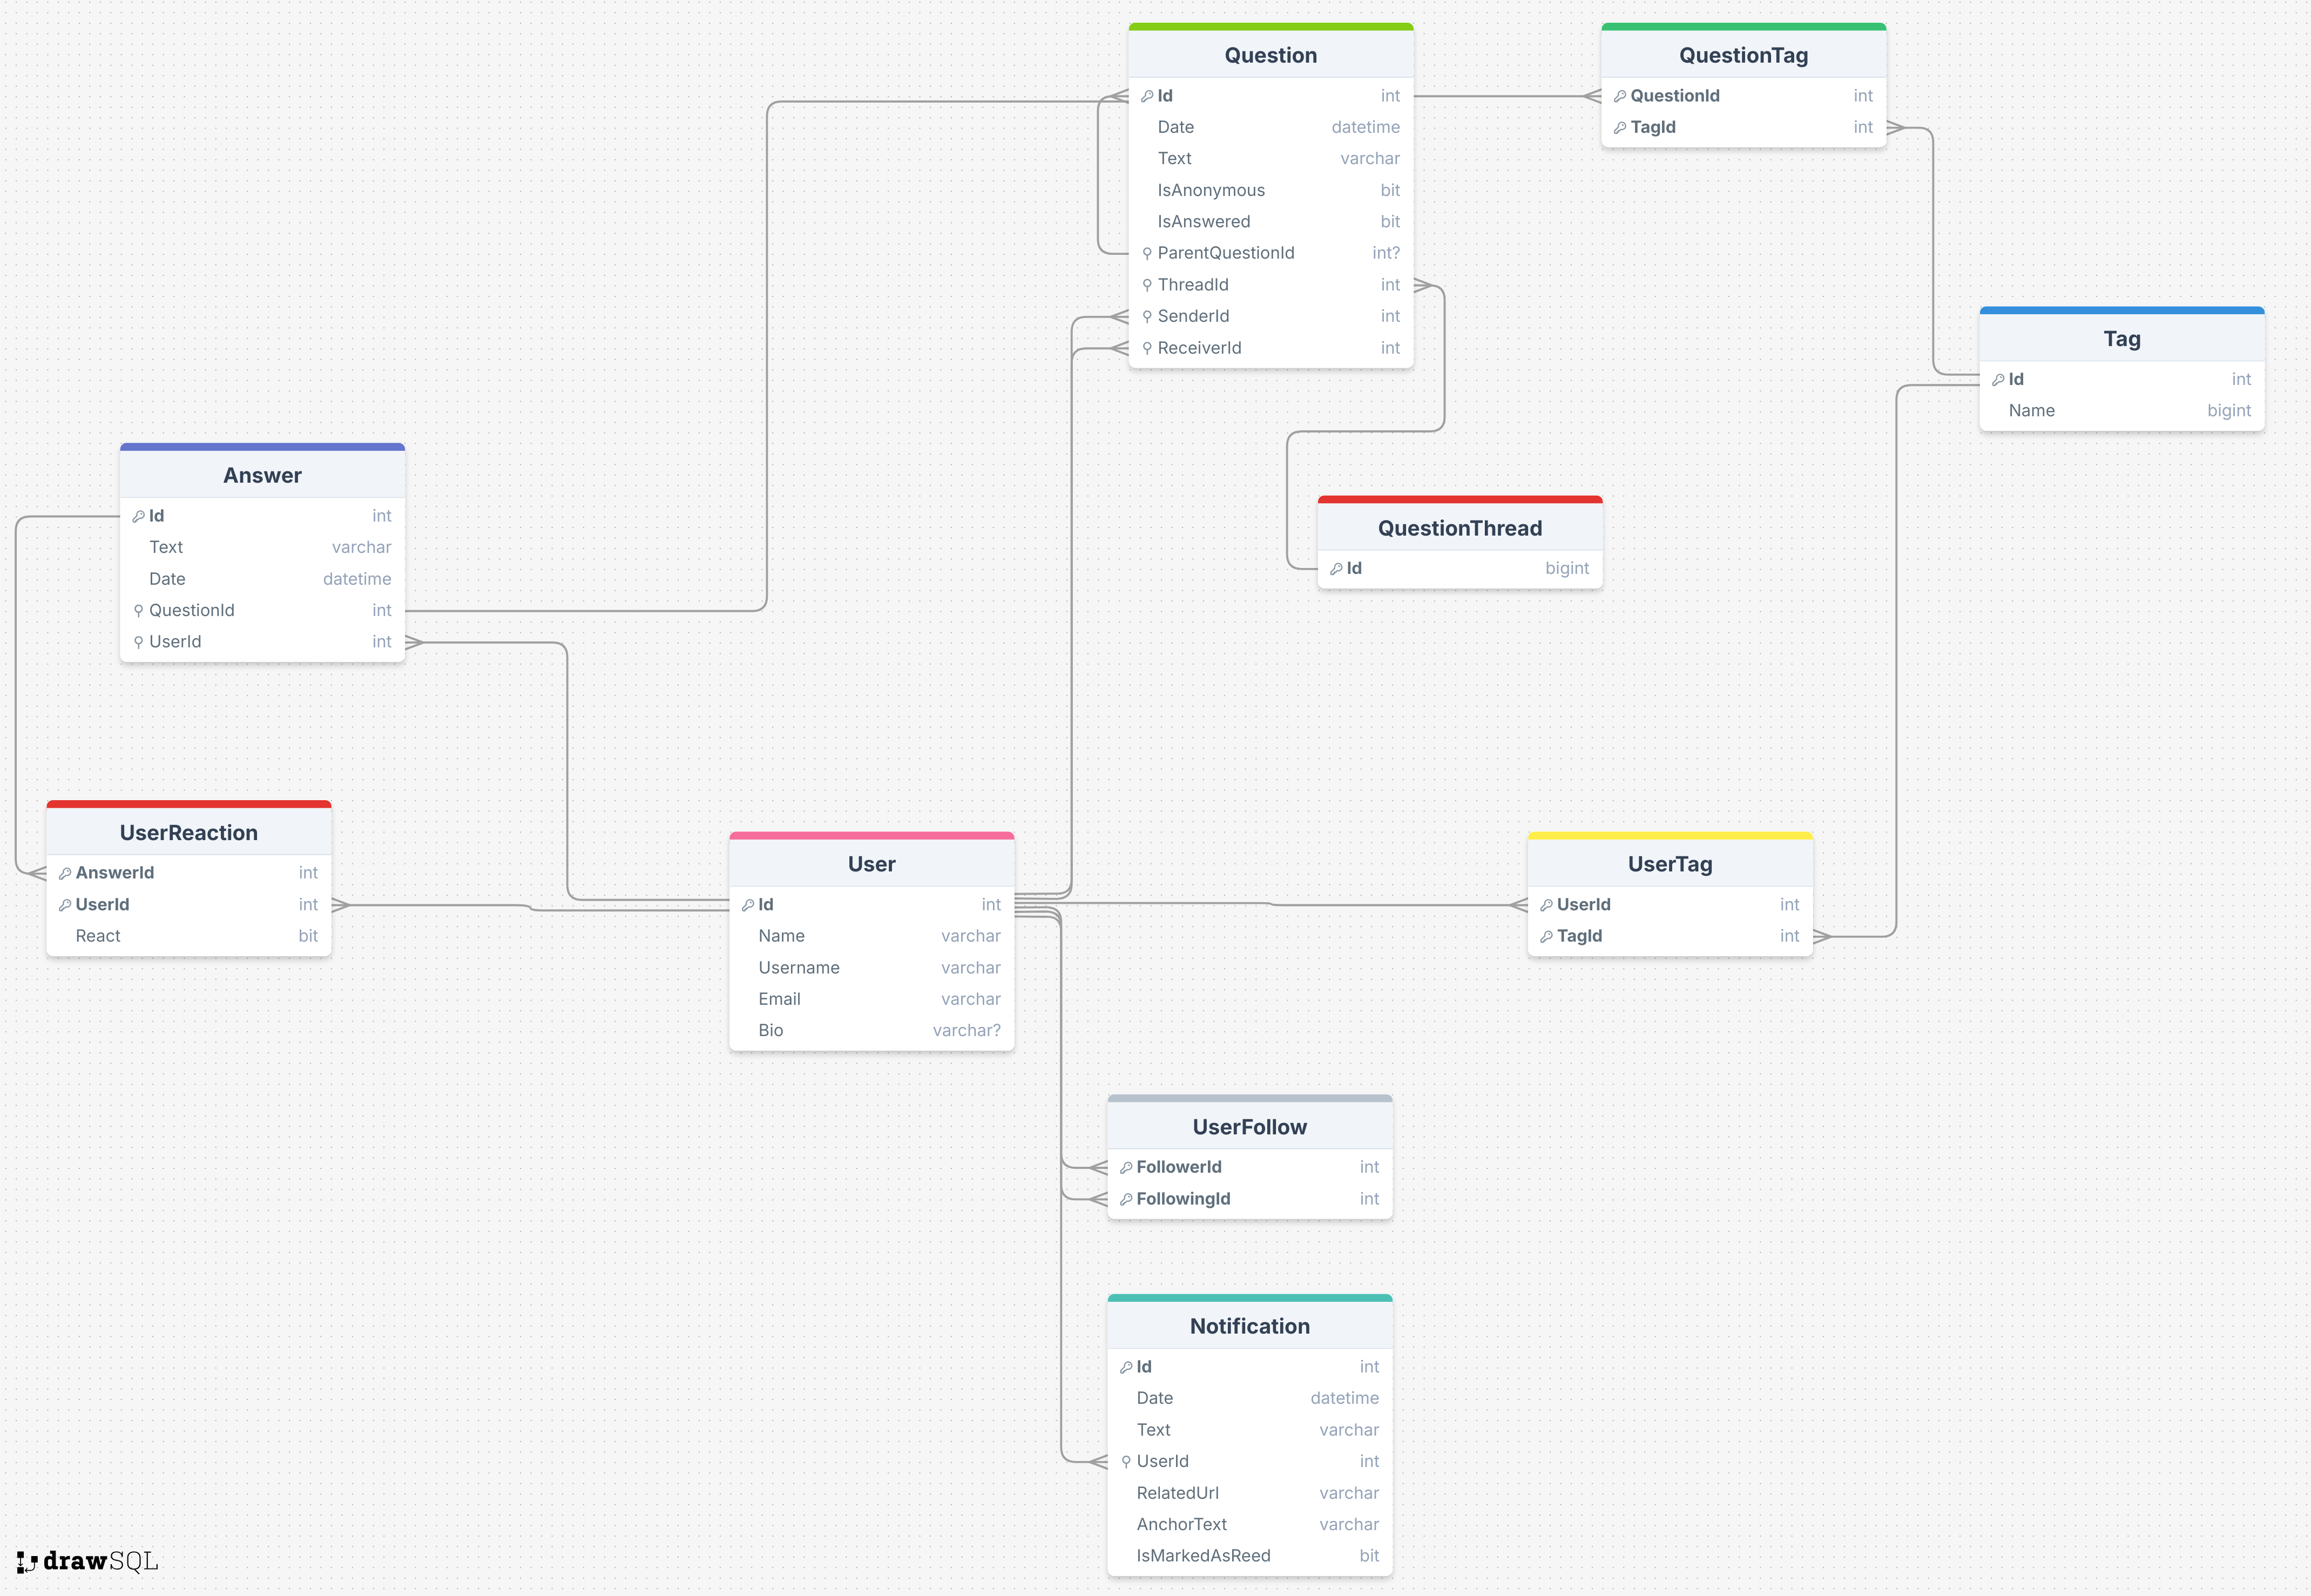 Question
Id int
Date datetime
Text varchar
IsAnonymous bit
IsAnswered bit
ParentQuestionId int?
ThreadId int
SenderId int
ReceiverId int
QuestionTag
QuestionId int
TagId int
Tag
Id int
Name bigint
Answer
Id int
Text varchar
Date datetime
QuestionId int
UserId int
QuestionThread
Id bigint
UserReaction
AnswerId int
UserId int
React bit
User
Id int
Name varchar
Username varchar
Email varchar
Bio varchar?
UserTag
UserId int
TagId int
UserFollow
FollowerId int
FollowingId int
Notification
Id int
Date datetime
Text varchar
UserId int
RelatedUrl varchar
AnchorText varchar
IsMarkedAsReed bit
drawSQL